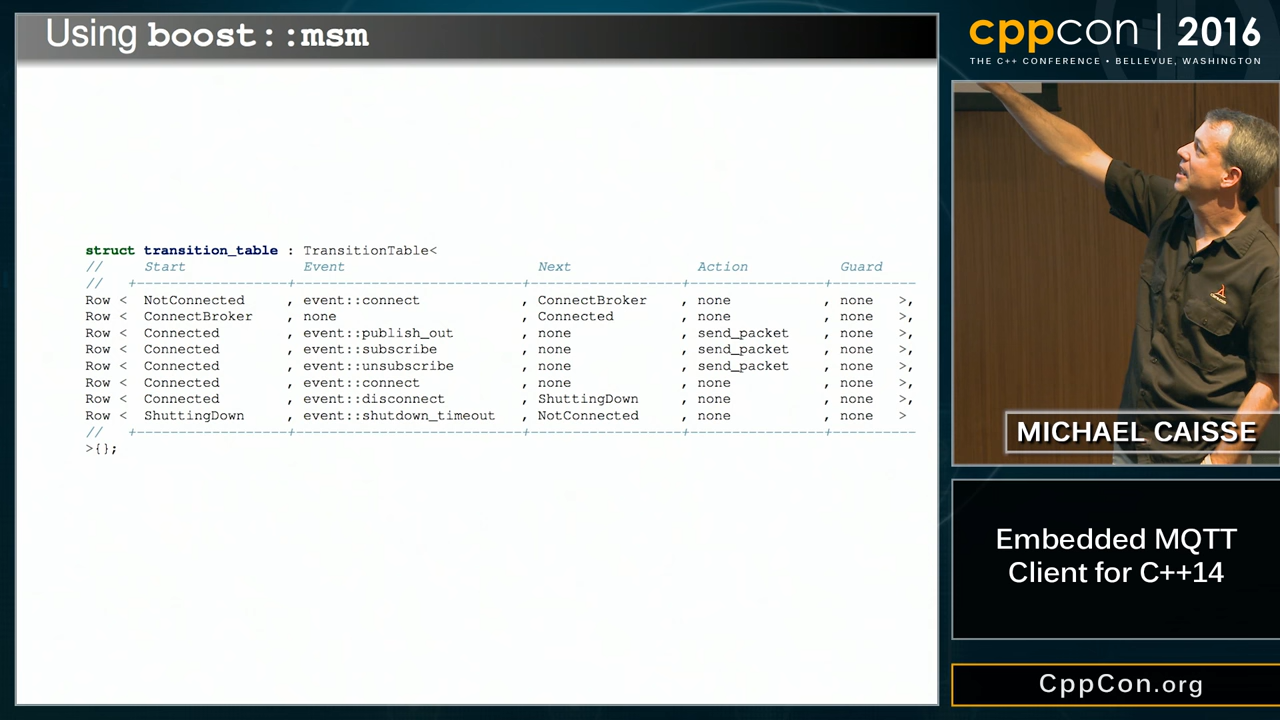 Using boost::msm
struct transition_table : TransitionTable<
// Start Event Next Action Guard
// +-------------------+----------------------------+-------------------+----------------+----------
Row < NotConnected , event::connect , ConnectBroker , none , none >,
Row < ConnectBroker , none , Connected , none , none >,
Row < Connected , event::publish_out , none , send_packet , none >,
Row < Connected , event::subscribe , none , send_packet , none >,
Row < Connected , event::unsubscribe , none , send_packet , none >,
Row < Connected , event::connect , none , none , none >,
Row < Connected , event::disconnect , ShuttingDown , none , none >,
Row < ShuttingDown , event::shutdown_timeout , NotConnected , none , none >
// +-------------------+----------------------------+-------------------+----------------+----------
>{};
cppcon | 2016
THE C++ CONFERENCE • BELLEVUE, WASHINGTON
MICHAEL CAISSE
Embedded MQTT
Client for C++14
CppCon.org